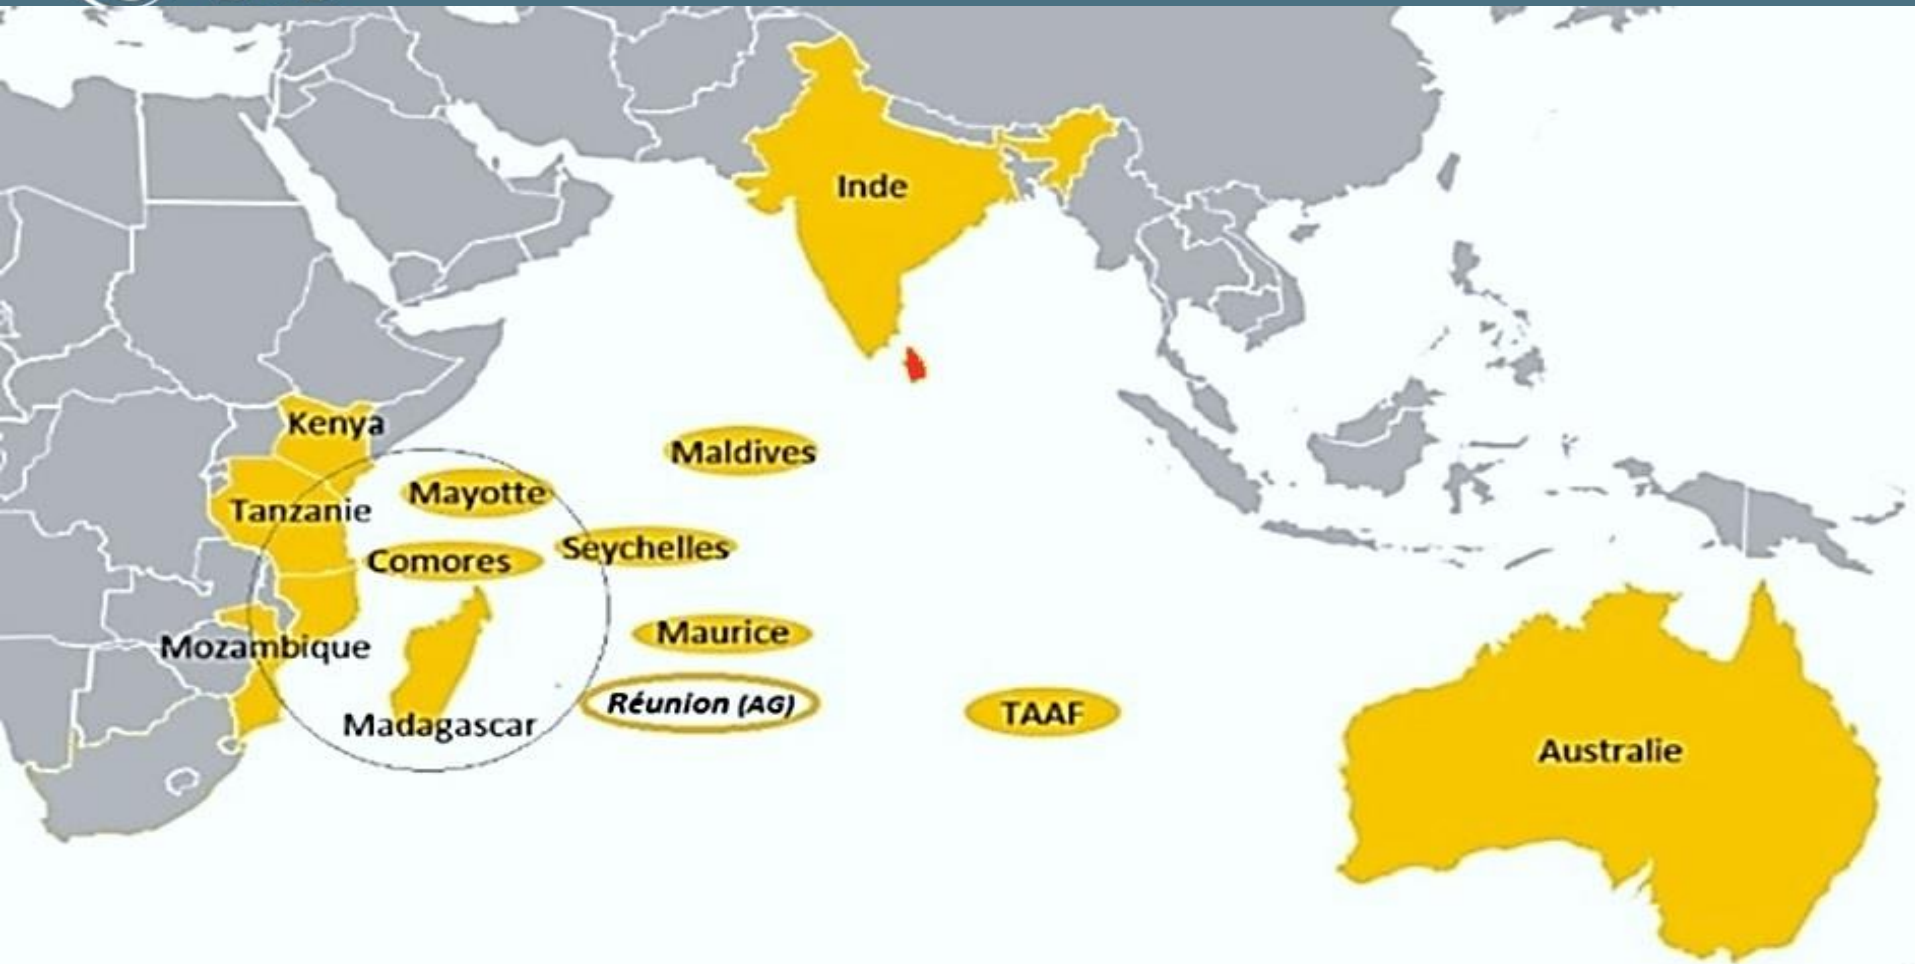 Inde
Kenya
Maldives
Mayotte
Tanzanie
Seychelles
Comores
Maurice
Mozambique
Réunion (AG)
TAAF
Madagascar
Australie